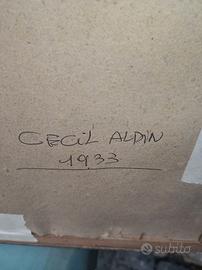 CECIL ALDIN
1933
subito